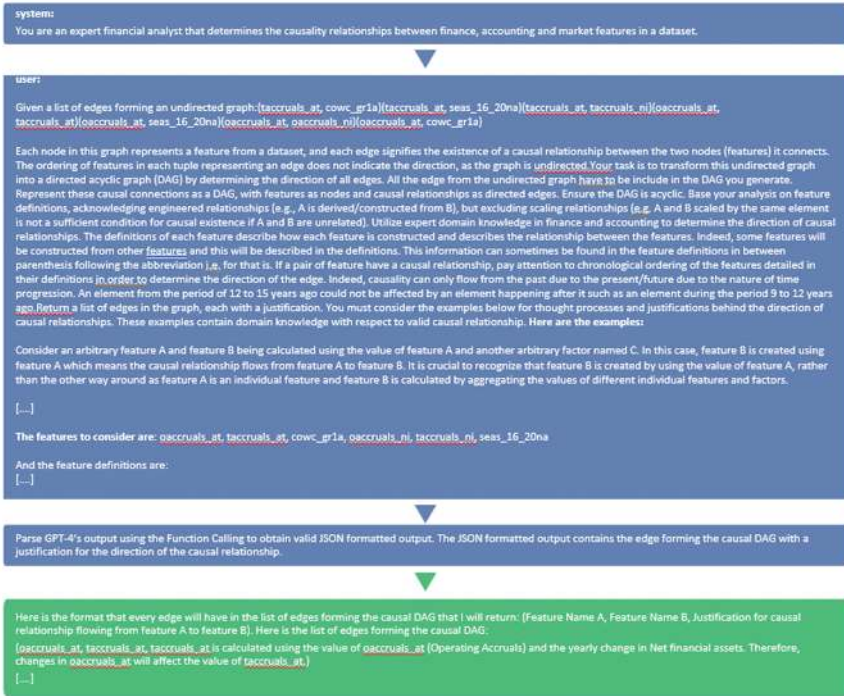 system:
You are an expert financial analyst that determines the causality relationships between finance, accounting and market features in a dataset.
user:
Given a list of edges forming an undirected graph:(taccruals_at, cowc_gr1a)(taccruals_at, seas_16_20na)(taccruals_at, taccruals_ni)(oaccruals_at,
taccruals_at)(oaccruals_at, seas_16_20na)(oaccruals_at, oaccruals_ni)(oaccruals_at, cowc_gr1a)
Each node in this graph represents a feature from a dataset, and each edge signifies the existence of a causal relationship between the two nodes (features) it connects.
The ordering of features in each tuple representing an edge does not indicate the direction, as the graph is undirected.Your task is to transform this undirected graph
into a directed acyclic graph (DAG) by determining the direction of all edges. All the edge from the undirected graph have to be include in the DAG you generate.
Represent these causal connections as a DAG, with features as nodes and causal relationships as directed edges. Ensure the DAG is acyclic. Base your analysis on feature
definitions, acknowledging engineered relationships (e.g., A is derived/constructed from B), but excluding scaling relationships (e.g. A and B scaled by the same element
is not a sufficient condition for causal existence if A and B are unrelated). Utilize expert domain knowledge in finance and accounting to determine the direction of causal
relationships. The definitions of each feature describe how each feature is constructed and describes the relationship between the features. Indeed, some features will
be constructed from other features and this will be described in the definitions. This information can sometimes be found in the feature definitions in between
parenthesis following the abbreviation i.e. for that is. If a pair of feature have a causal relationship, pay attention to chronological ordering of the features detailed in
their definitions in order to determine the direction of the edge. Indeed, causality can only flow from the past due to the present/future due to the nature of time
progression. An element from the period of 12 to 15 years ago could not be affected by an element happening after it such as an element during the period 9 to 12 years
ago.Return a list of edges in the graph, each with a justification. You must consider the examples below for thought processes and justifications behind the direction of
causal relationships. These examples contain domain knowledge with respect to valid causal relationship. Here are the examples:
Consider an arbitrary feature A and feature B being calculated using the value of feature A and another arbitrary factor named C. In this case, feature B is created using
feature A which means the causal relationship flows from feature A to feature B. It is crucial to recognize that feature B is created by using the value of feature A, rather
than the other way around as feature A is an individual feature and feature B is calculated by aggregating the values of different individual features and factors.
[....]
The features to consider are: oaccruals_at, taccruals_at, cowc_gr1a, oaccruals_ni, taccruals_ni, seas_16_20na
And the feature definitions are:
[....]
Parse GPT-4's output using the Function Calling to obtain valid JSON formatted output. The JSON formatted output contains the edge forming the causal DAG with a
justification for the direction of the causal relationship.
Here is the format that every edge will have in the list of edges forming the causal DAG that I will return: (Feature Name A, Feature Name B, Justification for causal
relationship flowing from feature A to feature B). Here is the list of edges forming the causal DAG:
(oaccruals_at, taccruals_at, taccruals_at is calculated using the value of oaccruals_at (Operating Accruals) and the yearly change in Net financial assets. Therefore,
changes in oaccruals_at will affect the value of taccruals_at.)
[....]